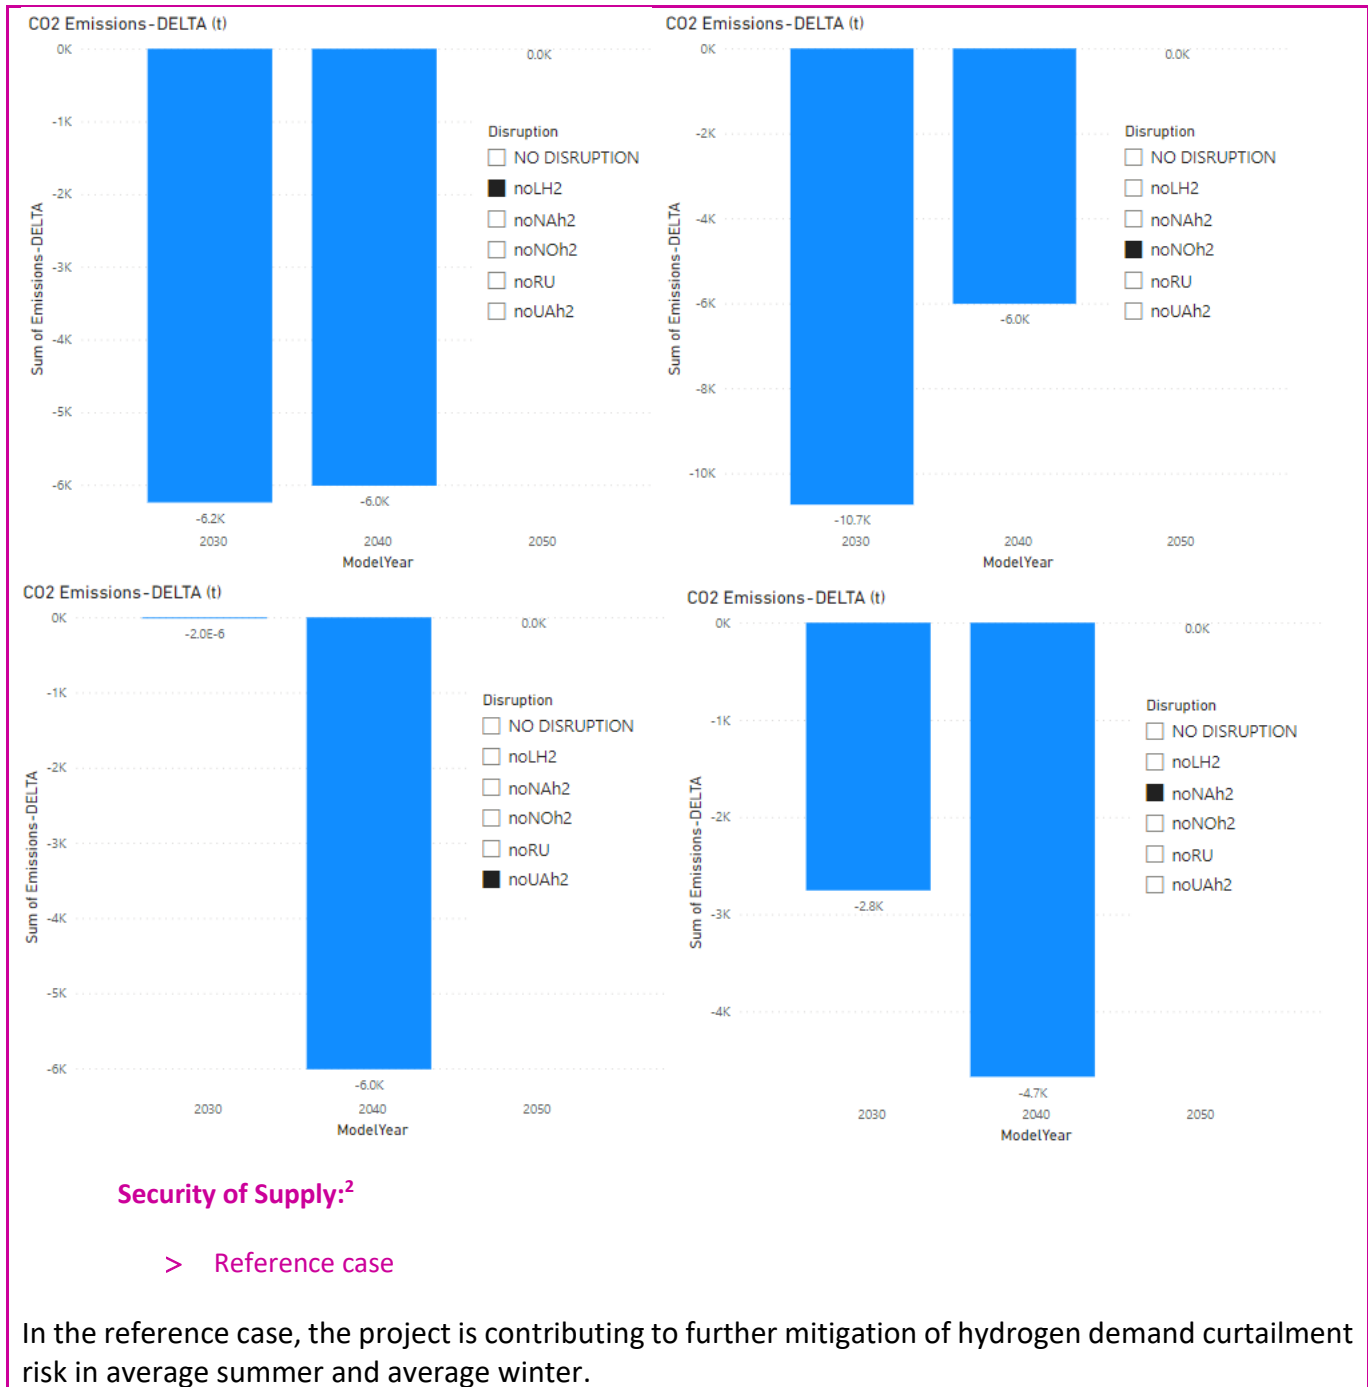 CO2 Emissions-DELTA (t)
0K
-1K
-2K
-3K
-4K
-5K
-6K
Sum of Emissions-DELTA
-6.2K
-6.0K
0.0K
2030
2040
2050
ModelYear
Disruption
NO DISRUPTION
noLH2
noNAh2
noNOh2
noRU
noUAh2
CO2 Emissions-DELTA (t)
0K
-2K
-4K
-6K
-8K
-10K
Sum of Emissions-DELTA
-10.7K
-6.0K
0.0K
2030
2040
2050
ModelYear
Disruption
NO DISRUPTION
noLH2
noNAh2
noNOh2
noRU
noUAh2
CO2 Emissions-DELTA (t)
0K
-1K
-2K
-3K
-4K
-5K
-6K
Sum of Emissions-DELTA
-2.0E-6
-6.0K
0.0K
2030
2040
2050
ModelYear
Disruption
NO DISRUPTION
noLH2
noNAh2
noNOh2
noRU
noUAh2
CO2 Emissions-DELTA (t)
0K
-1K
-2K
-3K
-4K
Sum of Emissions-DELTA
-2.8K
-4.7K
0.0K
2030
2040
2050
ModelYear
Disruption
NO DISRUPTION
noLH2
noNAh2
noNOh2
noRU
noUAh2
Security of Supply:²
> Reference case
In the reference case, the project is contributing to further mitigation of hydrogen demand curtailment
risk in average summer and average winter.